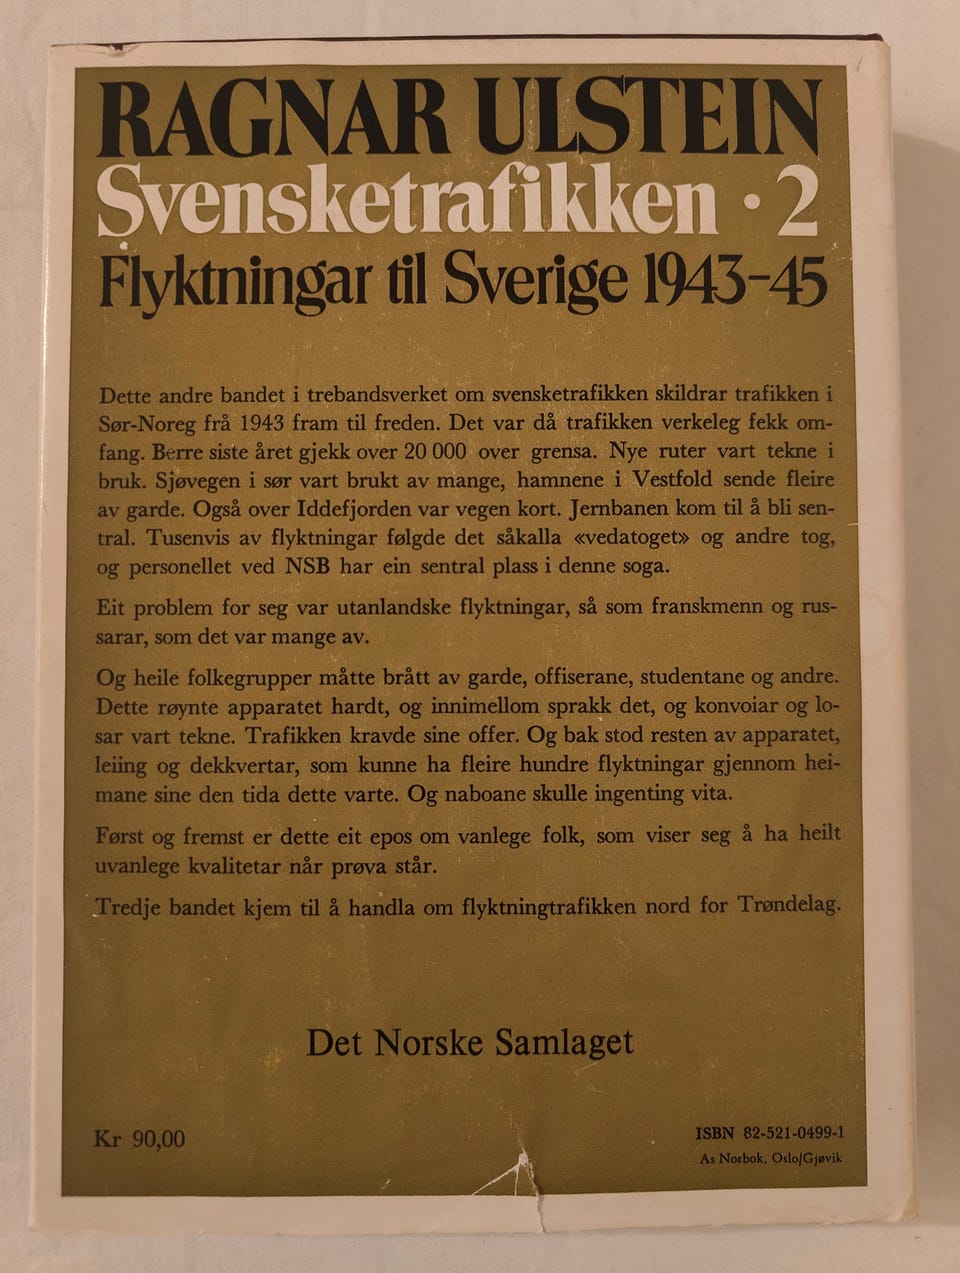 RAGNAR ULSTEIN
Svensketrafikken · 2
Flyktningar til Sverige 1943-45
Dette andre bandet i trebandsverket om svensketrafikken skildrar trafikken i
Sør-Noreg frå 1943 fram til freden. Det var då trafikken verkeleg fekk om-
fang. Berre siste året gjekk over 20 000 over grensa. Nye ruter vart tekne i
bruk. Sjøvegen i sør vart brukt av mange, hamnene i Vestfold sende fleire
av garde. Også over Iddefjorden var vegen kort. Jernbanen kom til å bli sen-
tral. Tusenvis av flyktningar følgde det såkalla «vedatoget» og andre tog,
og personellet ved NSB har ein sentral plass i denne soga.
Eit problem for seg var utanlandske flyktningar, så som franskmenn og rus-
sarar, som det var mange av.
Og heile folkegrupper måtte brått av garde, offiserane, studentane og andre.
Dette røynte apparatet hardt, og innimellom sprakk det, og konvoiar og lo-
sar vart tekne. Trafikken kravde sine offer. Og bak stod resten av apparatet,
leiing og dekkvertar, som kunne ha fleire hundre flyktningar gjennom hei-
mane sine den tida dette varte. Og naboane skulle ingenting vita.
Først og fremst er dette eit epos om vanlege folk, som viser seg å ha heilt
uvanlege kvalitetar når prøva står.
Tredje bandet kjem til å handla om flyktningtrafikken nord for Trøndelag.
Det Norske Samlaget
Kr 90,00
ISBN 82-521-0499-1
As Norbok, Oslo/Gjøvik